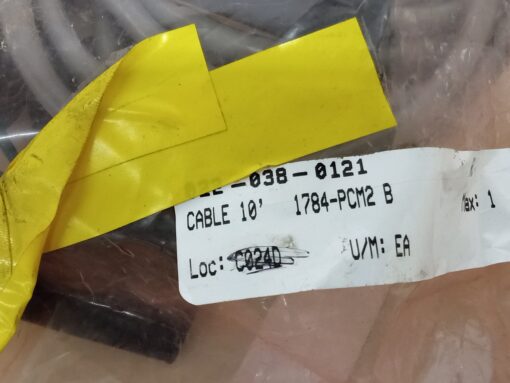 -038-0121
CABLE 10' 1784-PCM2 B
Max: 1
Loc: C024D
U/M: EA